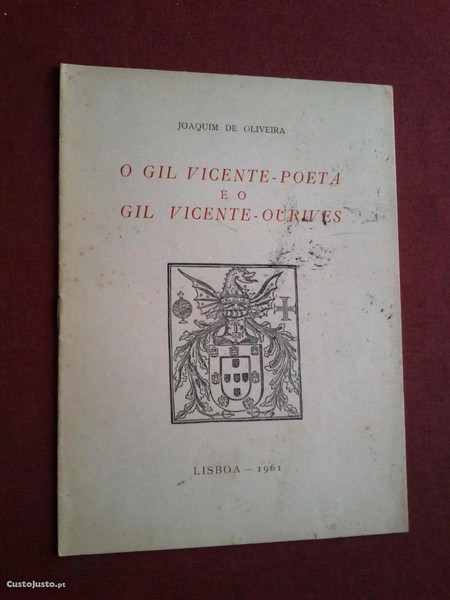 JOAQUIM DE OLIVEIRA
O GIL VICENTE-POETA
É O
GIL VICENTE-OURIVES
LISBOA — 1961
CustoJusto.pt